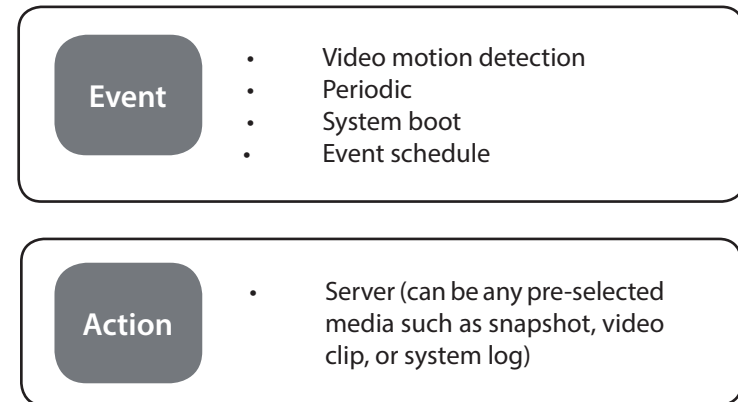 Event
• Video motion detection
• Periodic
• System boot
• Event schedule
Action
• Server (can be any pre-selected
media such as snapshot, video
clip, or system log)